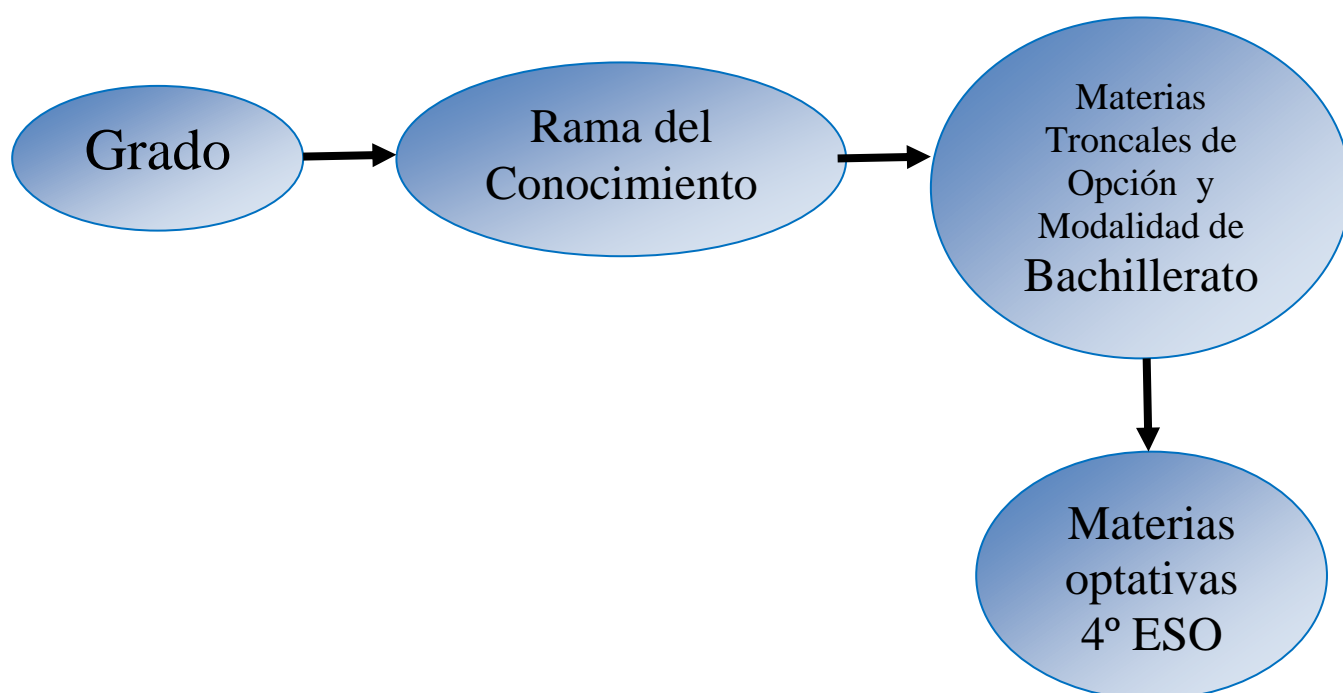 Grado
Rama del
Conocimiento
Materias
Troncales de
Opción y
Modalidad de
Bachillerato
Materias
optativas
4º ESO